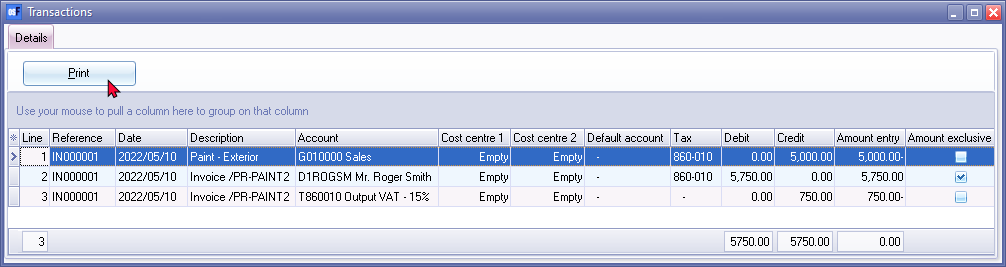 Transactions
Details
Print
Use your mouse to pull a column here to group on that column
Line Reference Date Description Account Cost centre 1 Cost centre 2 Default account Tax Debit Credit Amount entry Amount exclusive
1 IN000001 2022/05/10 Paint - Exterior G010000 Sales Empty Empty - 860-010 0.00 5,000.00 5,000.00-
2 IN000001 2022/05/10 Invoice /PR-PAINT2 D1ROGSM Mr. Roger Smith Empty Empty - 860-010 5,750.00 0.00 5,750.00
3 IN000001 2022/05/10 Invoice /PR-PAINT2 T860010 Output VAT - 15% Empty Empty - - 0.00 750.00 750.00-
3 5750.00 5750.00 0.00